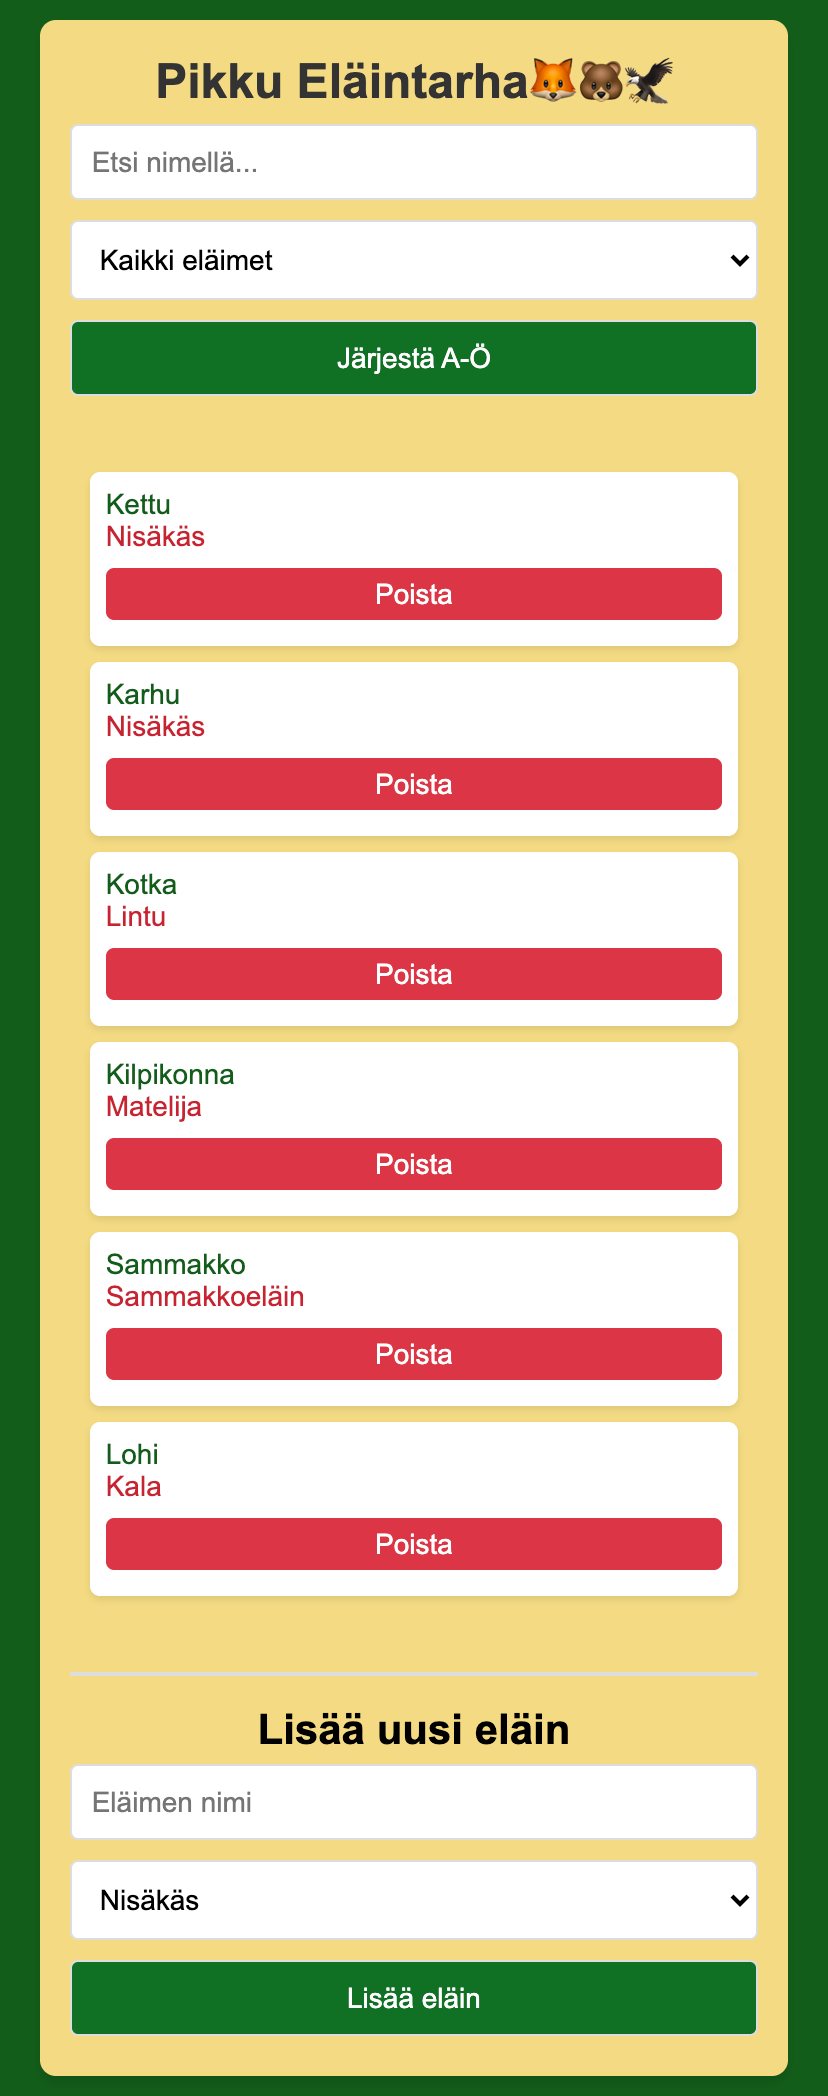 Pikku Eläintarha🦊🐻🦅
Etsi nimellä...
Kaikki eläimet
Järjestä A-Ö
Kettu
Nisäkäs
Poista
Karhu
Nisäkäs
Poista
Kotka
Lintu
Poista
Kilpikonna
Matelija
Poista
Sammakko
Sammakkoeläin
Poista
Lohi
Kala
Poista
Lisää uusi eläin
Eläimen nimi
Nisäkäs
Lisää eläin